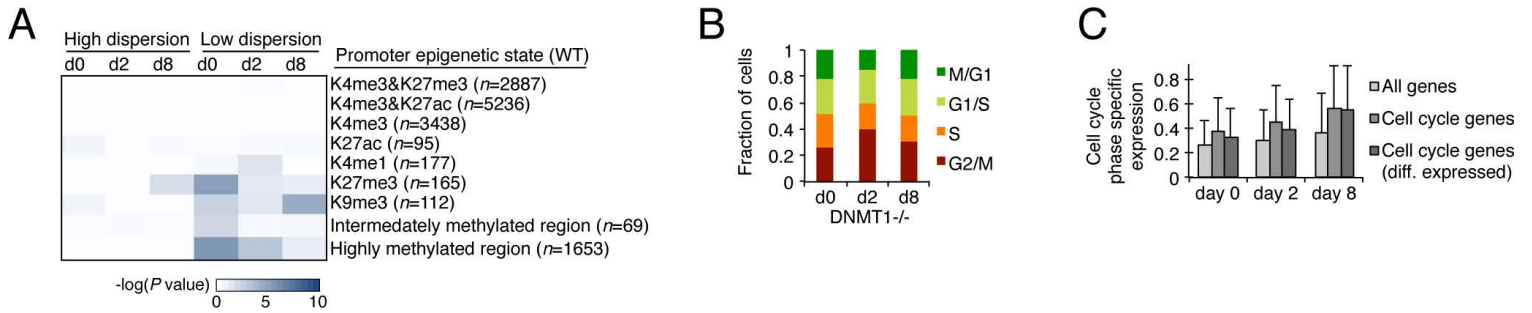 A
High dispersion Low dispersion
d0 d2 d8 d0 d2 d8
Promoter epigenetic state (WT)
K4me3&K27me3 (n=2887)
K4me3&K27ac (n=5236)
K4me3 (n=3438)
K27ac (n=95)
K4me1 (n=177)
K27me3 (n=165)
K9me3 (n=112)
Intermedately methylated region (n=69)
Highly methylated region (n=1653)
-log(P value)
0 5 10
B
Fraction of cells
1
0.8
0.6
0.4
0.2
0
d0 d2 d8
DNMT1-/-
M/G1
G1/S
S
G2/M
C
Cell cycle
phase specific
expression
0.8
0.6
0.4
0.2
0
day 0 day 2 day 8
All genes
Cell cycle genes
Cell cycle genes
(diff. expressed)